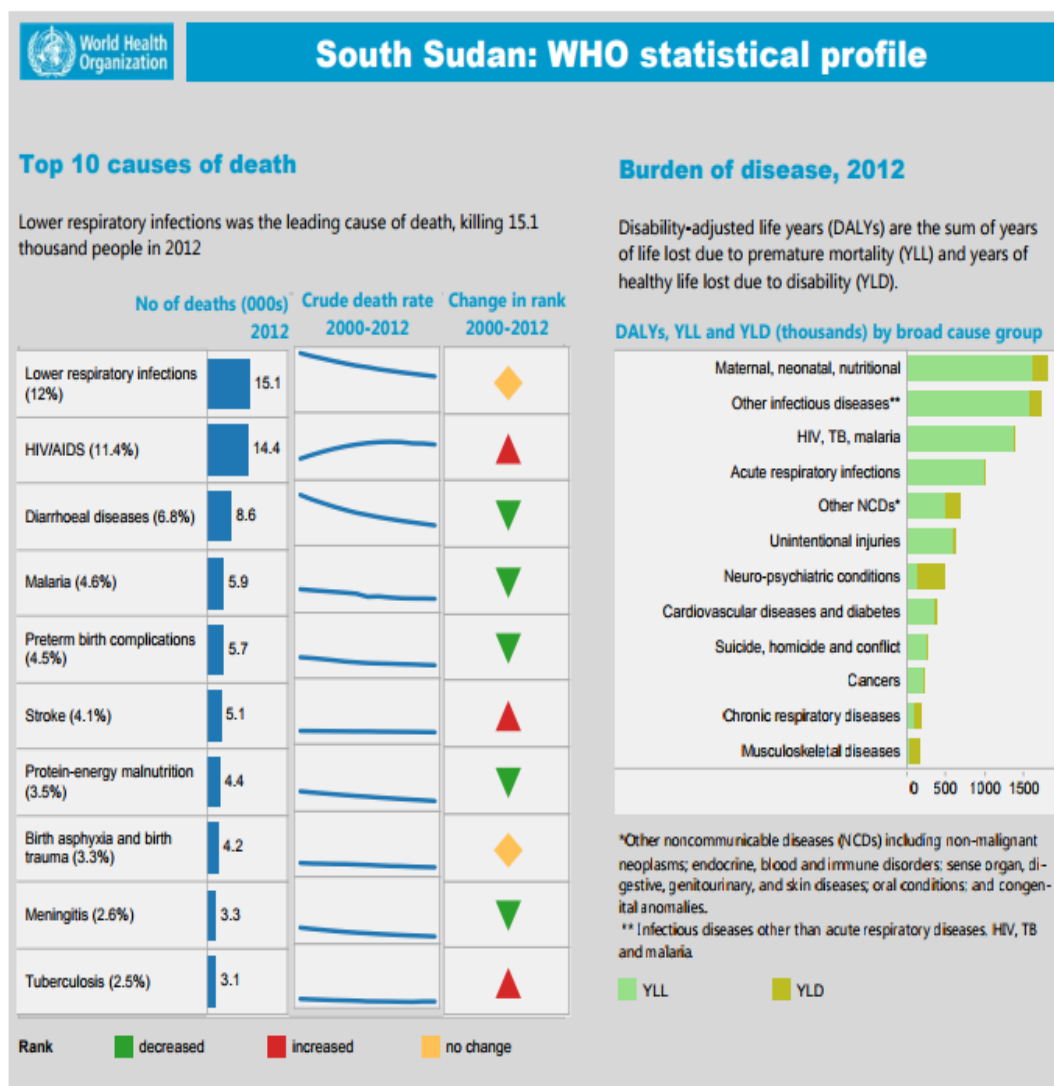 World Health
Organization
South Sudan: WHO statistical profile
Top 10 causes of death
Lower respiratory infections was the leading cause of death, killing 15.1
thousand people in 2012
No of deaths (000s)
2012
Crude death rate
2000-2012
Change in rank
2000-2012
Lower respiratory infections
(12%)
15.1
HIV/AIDS (11.4%)
14.4
Diarrhoeal diseases (6.8%)
8.6
Malaria (4.6%)
5.9
Preterm birth complications
(4.5%)
5.7
Stroke (4.1%)
5.1
Protein-energy malnutrition
(3.5%)
4.4
Birth asphyxia and birth
trauma (3.3%)
4.2
Meningitis (2.6%)
3.3
Tuberculosis (2.5%)
3.1
Rank
decreased
increased
no change
Burden of disease, 2012
Disability-adjusted life years (DALYs) are the sum of years
of life lost due to premature mortality (YLL) and years of
healthy life lost due to disability (YLD).
DALYs, YLL and YLD (thousands) by broad cause group
Maternal, neonatal, nutritional
Other infectious diseases**
HIV, TB, malaria
Acute respiratory infections
Other NCDs*
Unintentional injuries
Neuro-psychiatric conditions
Cardiovascular diseases and diabetes
Suicide, homicide and conflict
Cancers
Chronic respiratory diseases
Musculoskeletal diseases
0 500 1000 1500
*Other noncommunicable diseases (NCDs) including non-malignant
neoplasms; endocrine, blood and immune disorders; sense organ, di-
gestive, genitourinary, and skin diseases; oral conditions; and congen-
ital anomalies.
** Infectious diseases other than acute respiratory diseases, HIV, TB
and malaria
YLL
YLD